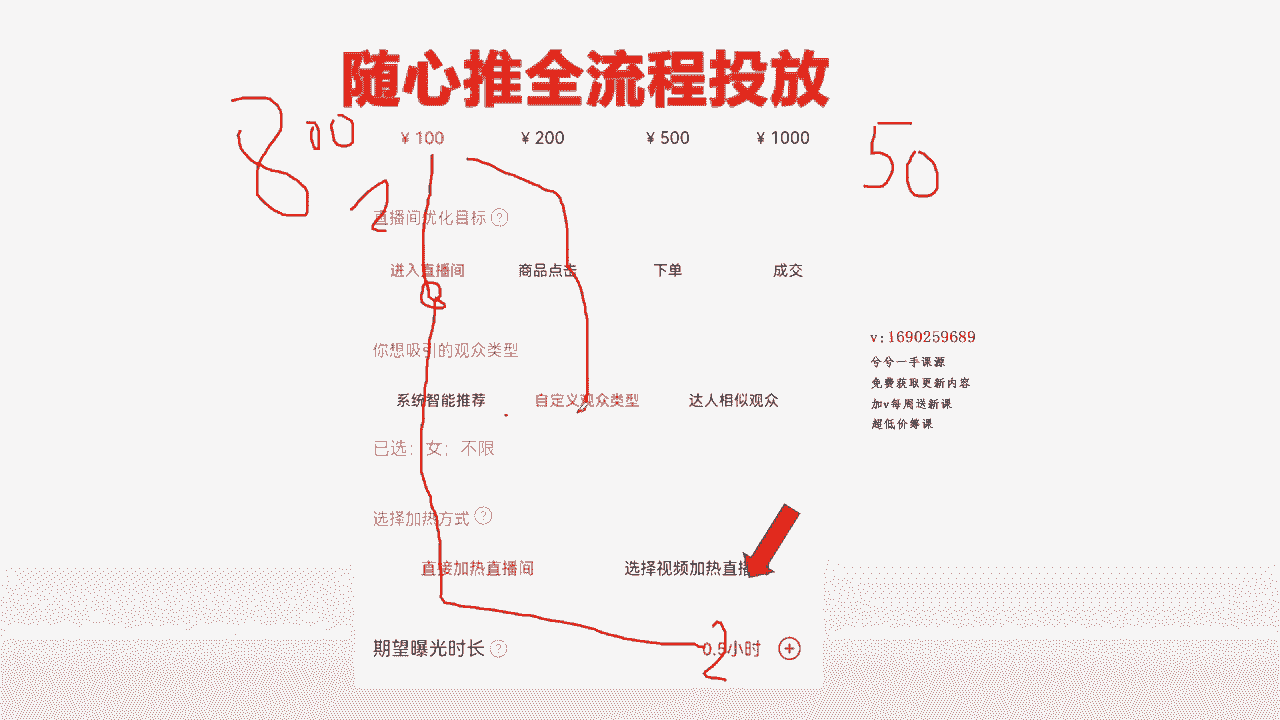 随心推全流程投放
800
¥ 100 ¥ 200 ¥ 500 ¥ 1000
50
2
直播间优化目标 ?
进入直播间 商品点击 下单 成交
v:1690259689
你想吸引的观众类型
兮兮一手课源
免费获取更新内容
系统智能推荐 自定义观众类型 达人相似观众
加v每周送新课
超低价筹课
已选：女；不限
选择加热方式 ?
直接加热直播间 选择视频加热直播
期望曝光时长 ? 0.5小时 +
2